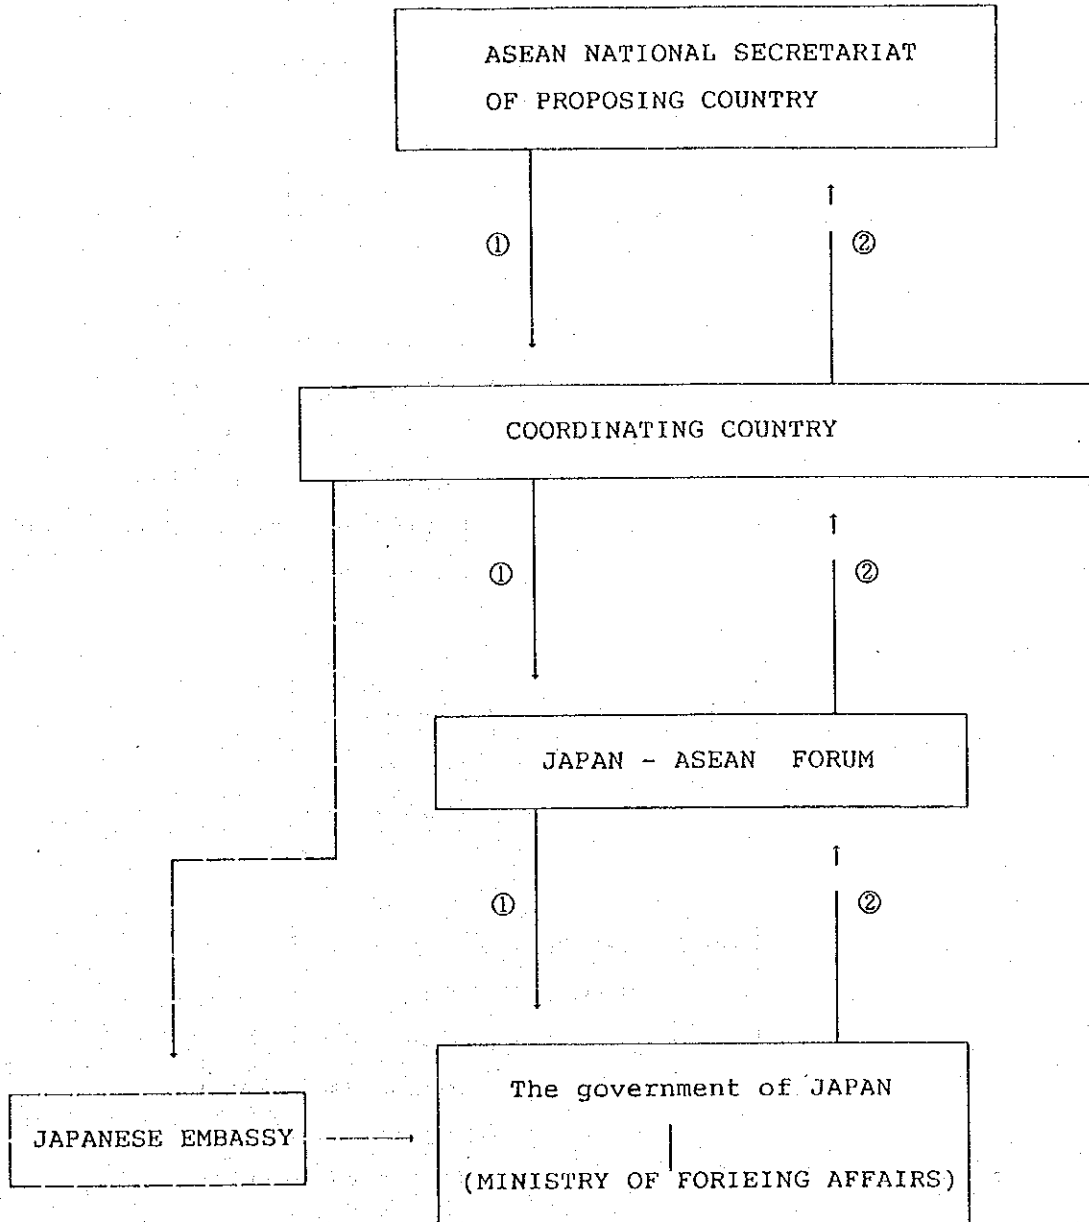 ASEAN NATIONAL SECRETARIAT
OF PROPOSING COUNTRY
① ②
COORDINATING COUNTRY
① ②
JAPAN - ASEAN FORUM
① ②
The government of JAPAN
JAPANESE EMBASSY
(MINISTRY OF FORIEING AFFAIRS)